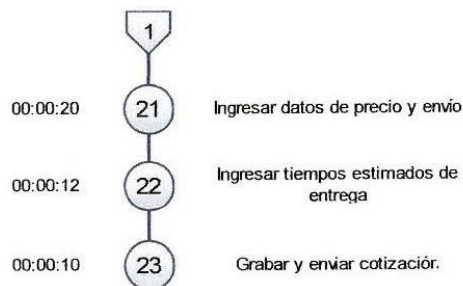 1
00:00:20 21 Ingresar datos de precio y envío
00:00:12 22 Ingresar tiempos estimados de
entrega
00:00:10 23 Grabar y enviar cotización.